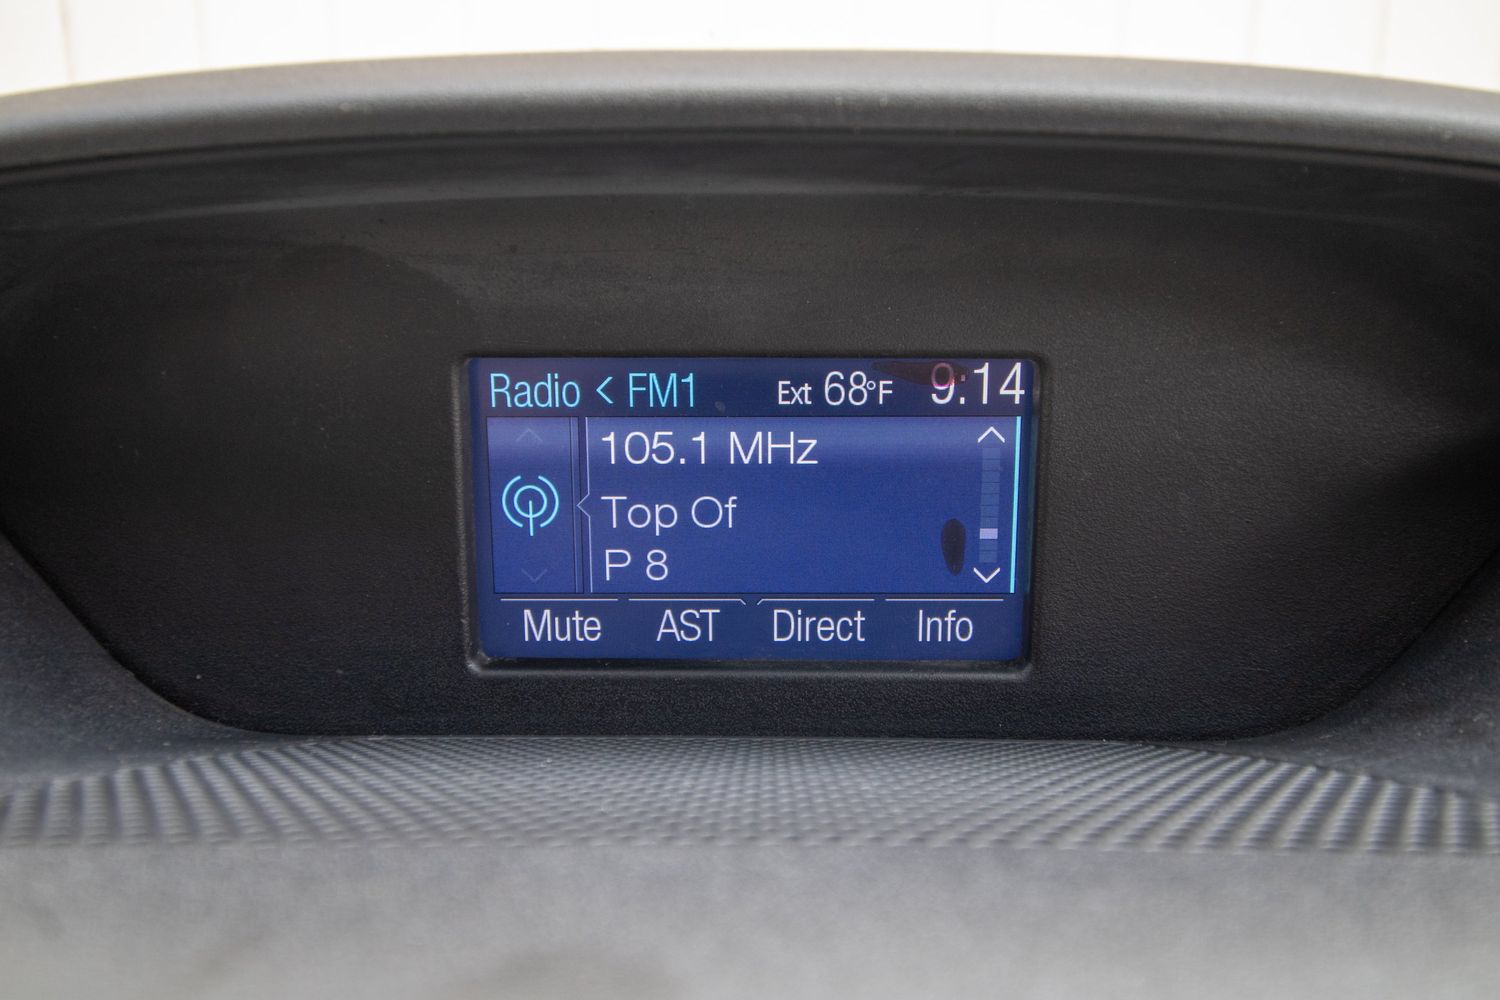 Radio < FM1 Ext 68°F 9:14
105.1 MHz
Top Of
P 8
Mute AST Direct Info